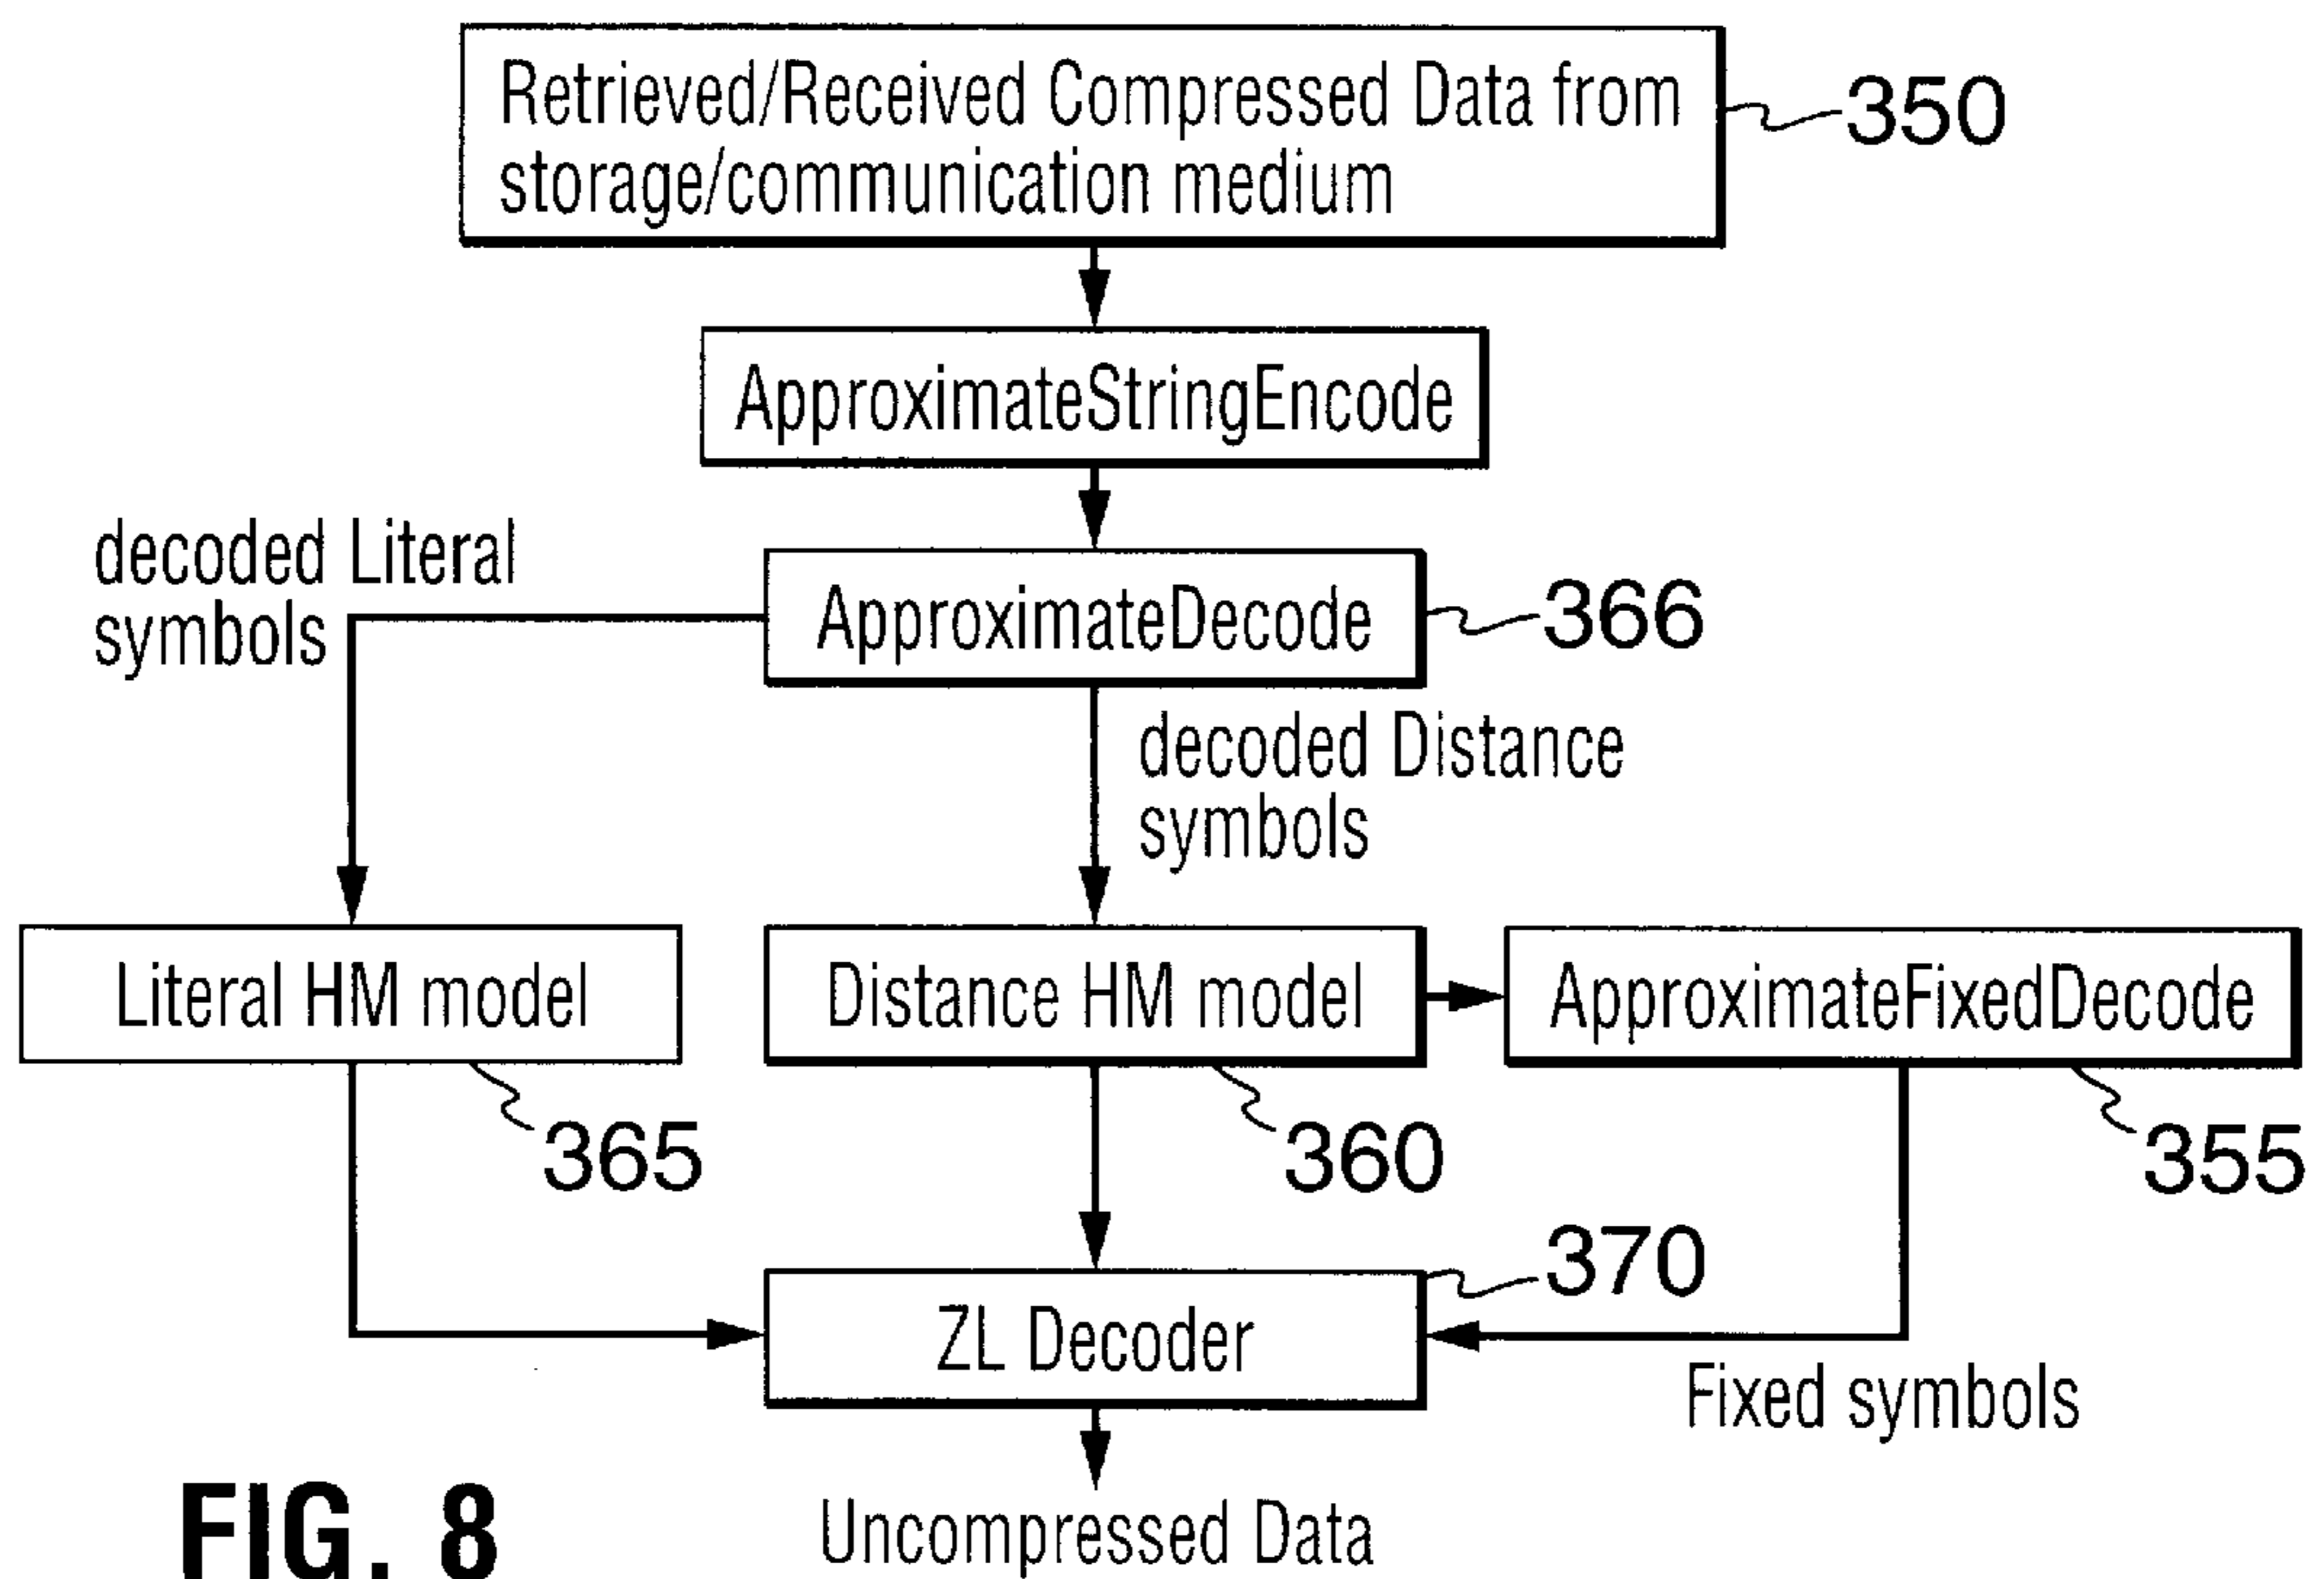 Retrieved/Received Compressed Data from
storage/communication medium
350
ApproximateStringEncode
decoded Literal
symbols
ApproximateDecode
366
decoded Distance
symbols
Literal HM model
Distance HM model
ApproximateFixedDecode
365
360
355
370
ZL Decoder
Fixed symbols
Uncompressed Data
FIG. 8